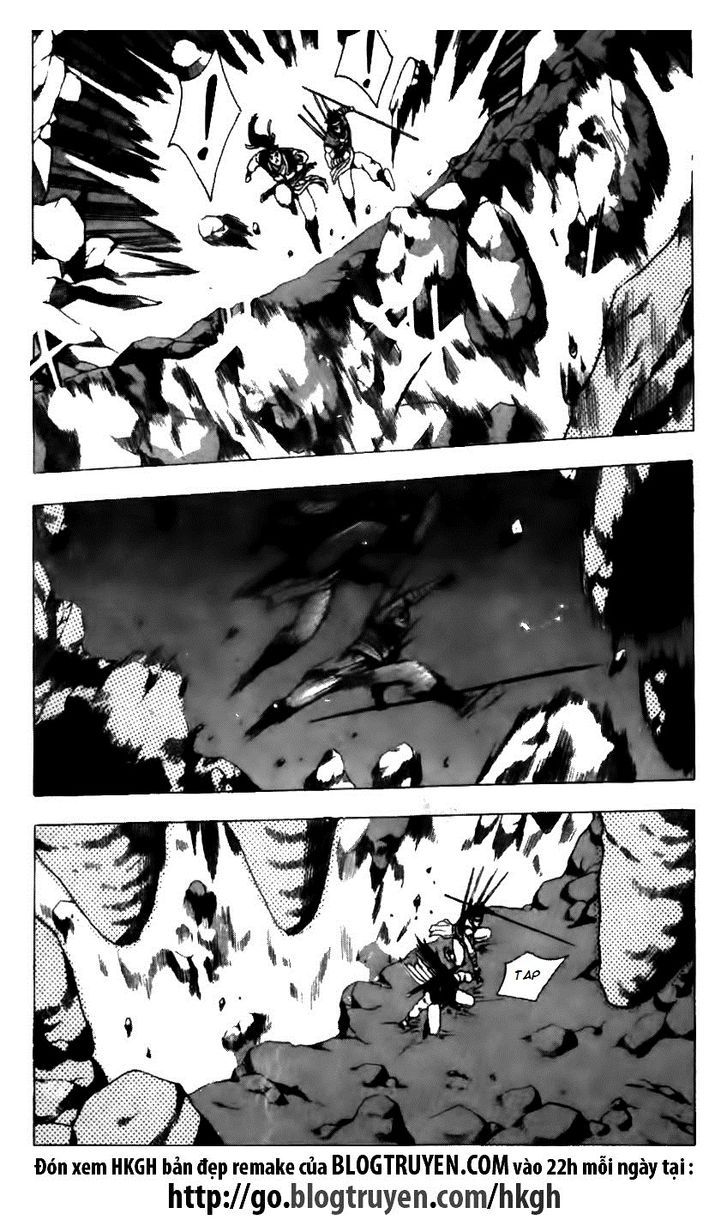 !
!
TAP
Đón xem HKGH bản đẹp remake của BLOGTRUYEN.COM vào 22h mỗi ngày tại :
http://go.blogtruyen.com/hkgh